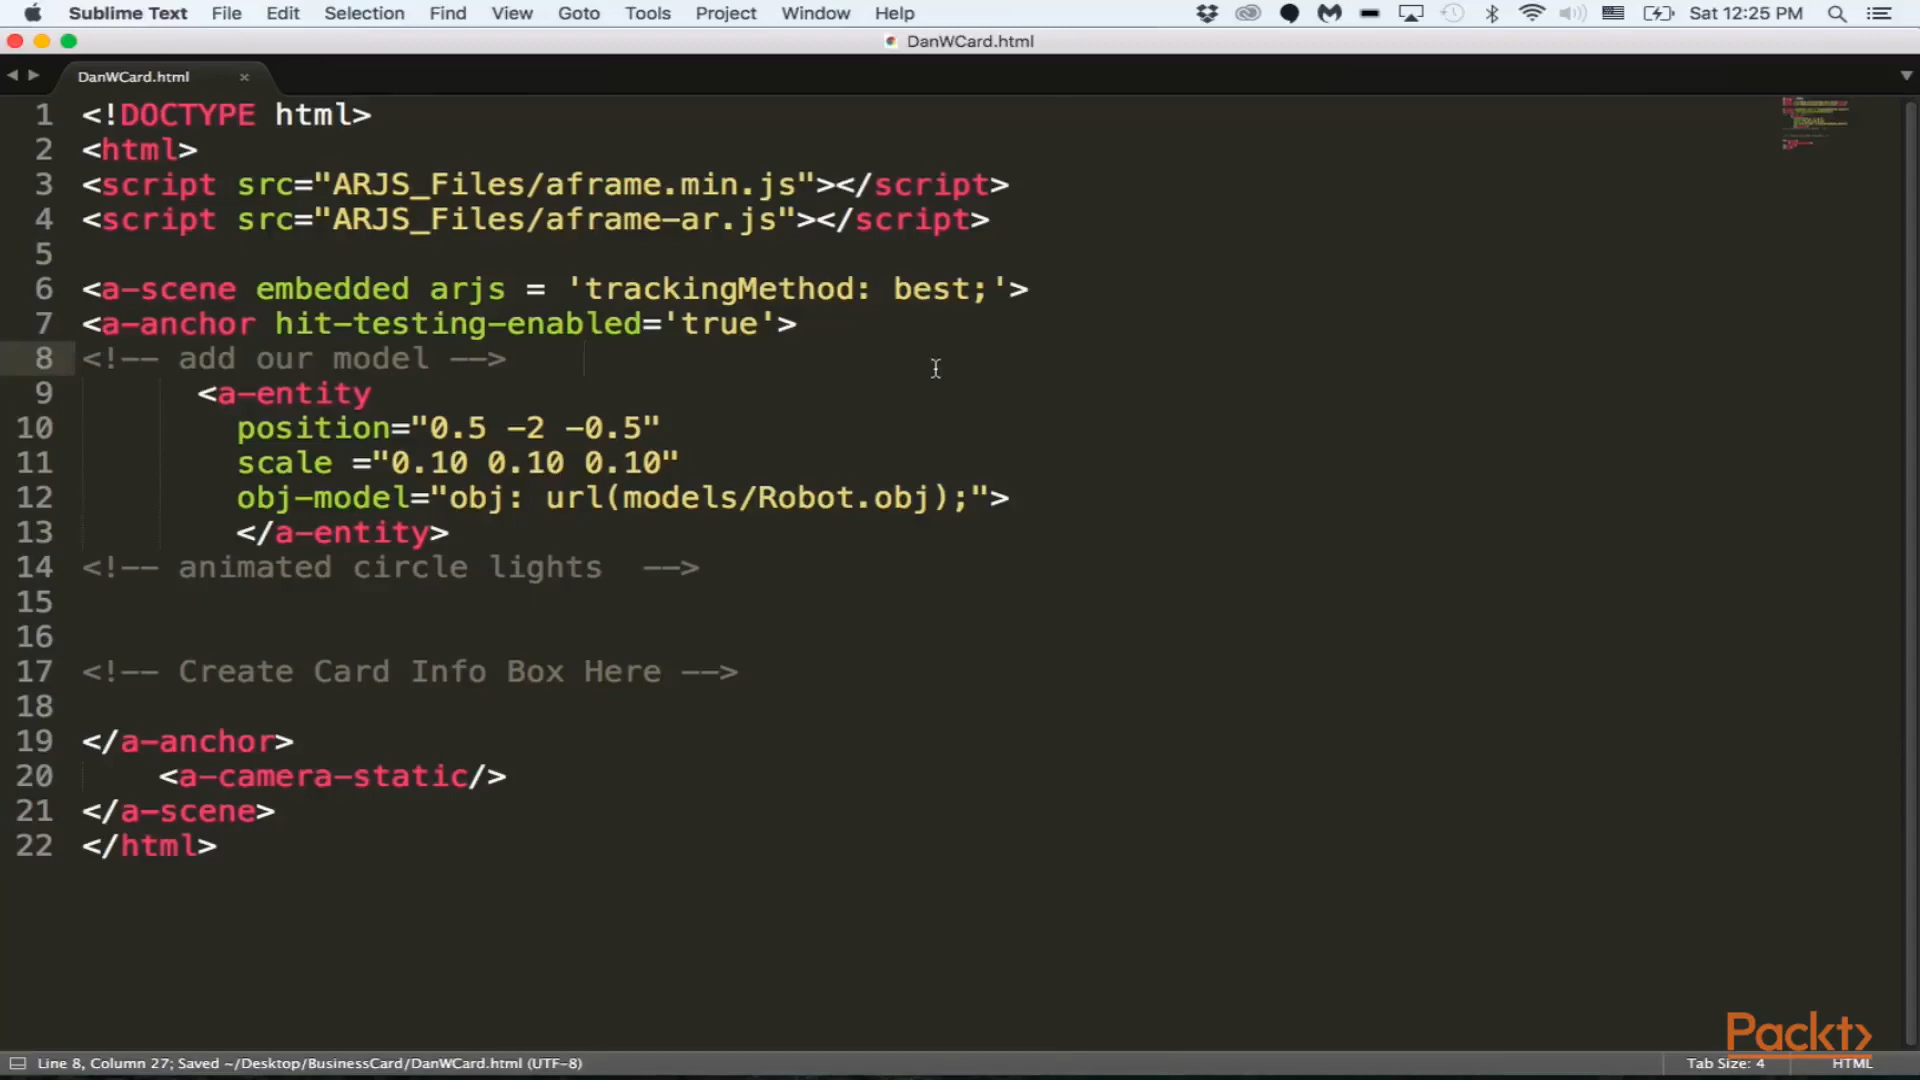 Sublime Text File Edit Selection Find View Goto Tools Project Window Help Sat 12:25 PM
DanWCard.html
DanWCard.html ×
1 <!DOCTYPE html>
2 <html>
3 <script src="ARJS_Files/aframe.min.js"></script>
4 <script src="ARJS_Files/aframe-ar.js"></script>
5
6 <a-scene embedded arjs = 'trackingMethod: best;'>
7 <a-anchor hit-testing-enabled='true'>
8 <!-- add our model -->
9 <a-entity
10 position="0.5 -2 -0.5"
11 scale ="0.10 0.10 0.10"
12 obj-model="obj: url(models/Robot.obj);">
13 </a-entity>
14 <!-- animated circle lights  -->
15
16
17 <!-- Create Card Info Box Here -->
18
19 </a-anchor>
20 <a-camera-static/>
21 </a-scene>
22 </html>
Packt>
Line 8, Column 27; Saved ~/Desktop/BusinessCard/DanWCard.html (UTF-8) Tab Size: 4 HTML